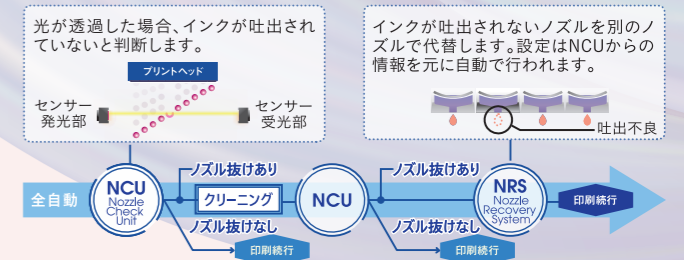 光が透過した場合、インクが吐出され
ていないと判断します。
プリントヘッド
センサー
発光部
センサー
受光部
インクが吐出されないノズルを別のノ
ズルで代替します。設定はNCUからの
情報を元に自動で行われます。
吐出不良
全自動
NCU
Nozzle
Check
Unit
ノズル抜けあり
クリーニング
ノズル抜けなし
印刷続行
NCU
ノズル抜けあり
ノズル抜けなし
印刷続行
NRS
Nozzle
Recovery
System
印刷続行